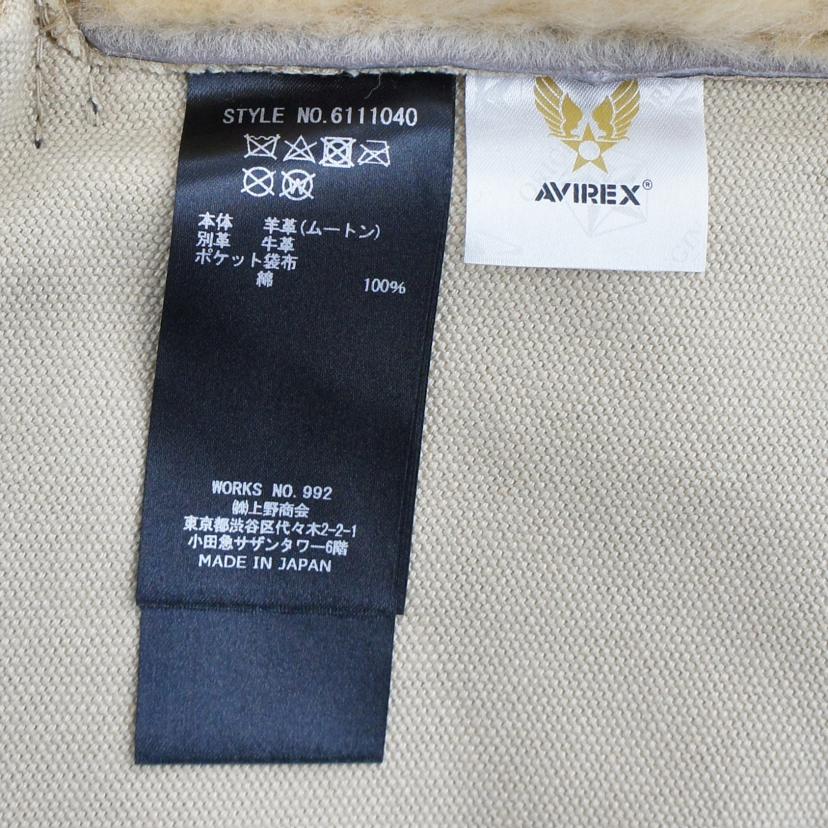 STYLE NO.6111040
W
本体 羊革(ムートン)
別革 牛革
ポケット袋布
綿 100%
WORKS NO. 992
㈱上野商会
東京都渋谷区代々木2-2-1
小田急サザンタワー6階
MADE IN JAPAN
AVIREX®